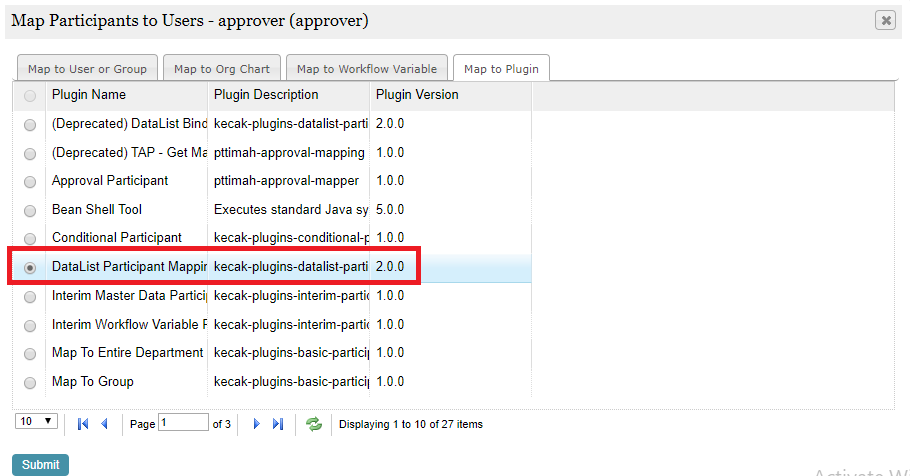 Map Participants to Users - approver (approver)
Map to User or Group Map to Org Chart Map to Workflow Variable Map to Plugin
Plugin Name Plugin Description Plugin Version
(Deprecated) DataList Bind kecak-plugins-datalist-parti 2.0.0
(Deprecated) TAP - Get Ma pttimah-approval-mapping 1.0.0
Approval Participant pttimah-approval-mapper 1.0.0
Bean Shell Tool Executes standard Java sy 5.0.0
Conditional Participant kecak-plugins-conditional-p 1.0.0
DataList Participant Mappin kecak-plugins-datalist-parti 2.0.0
Interim Master Data Particip kecak-plugins-interim-partic 1.0.0
Interim Workflow Variable P kecak-plugins-interim-partic 1.0.0
Map To Entire Department kecak-plugins-basic-particip 1.0.0
Map To Group kecak-plugins-basic-particip 1.0.0
10 Page 1 of 3 Displaying 1 to 10 of 27 items
Submit